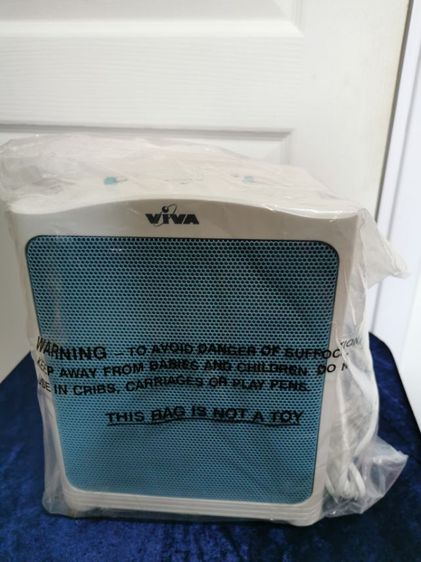 VIVA
WARNING – TO AVOID DANGER OF SUFFOCATION
KEEP AWAY FROM BABIES AND CHILDREN. DO N
USE IN CRIBS, CARRIAGES OR PLAY PENS.
THIS BAG IS NOT A TOY